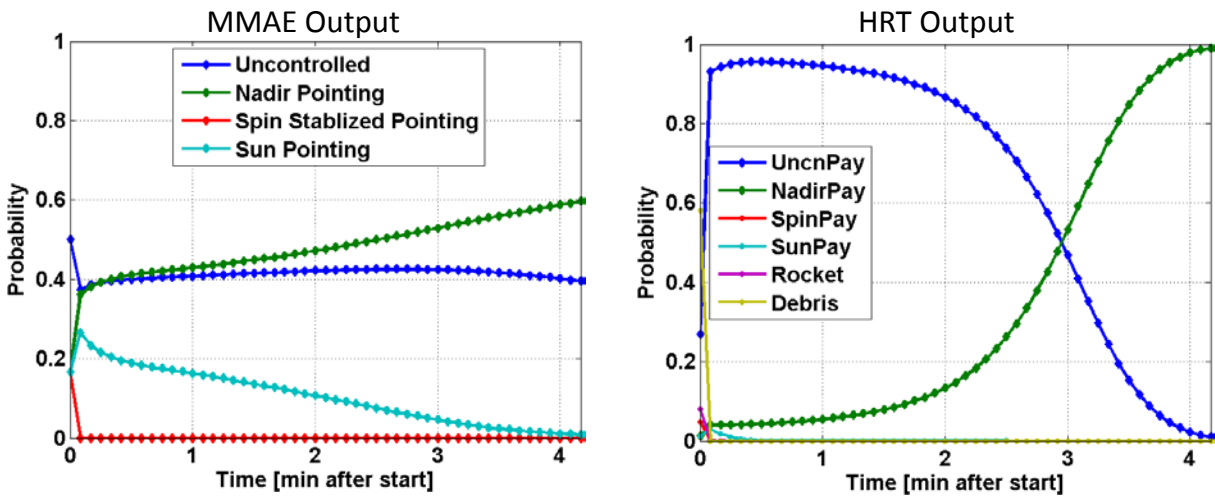 MMAE Output
1
0.8
0.6
0.4
0.2
0
Probability
Uncontrolled
Nadir Pointing
Spin Stablized Pointing
Sun Pointing
0 1 2 3 4
Time [min after start]
HRT Output
1
0.8
0.6
0.4
0.2
0
Probability
UncnPay
NadirPay
SpinPay
SunPay
Rocket
Debris
0 1 2 3 4
Time [min after start]